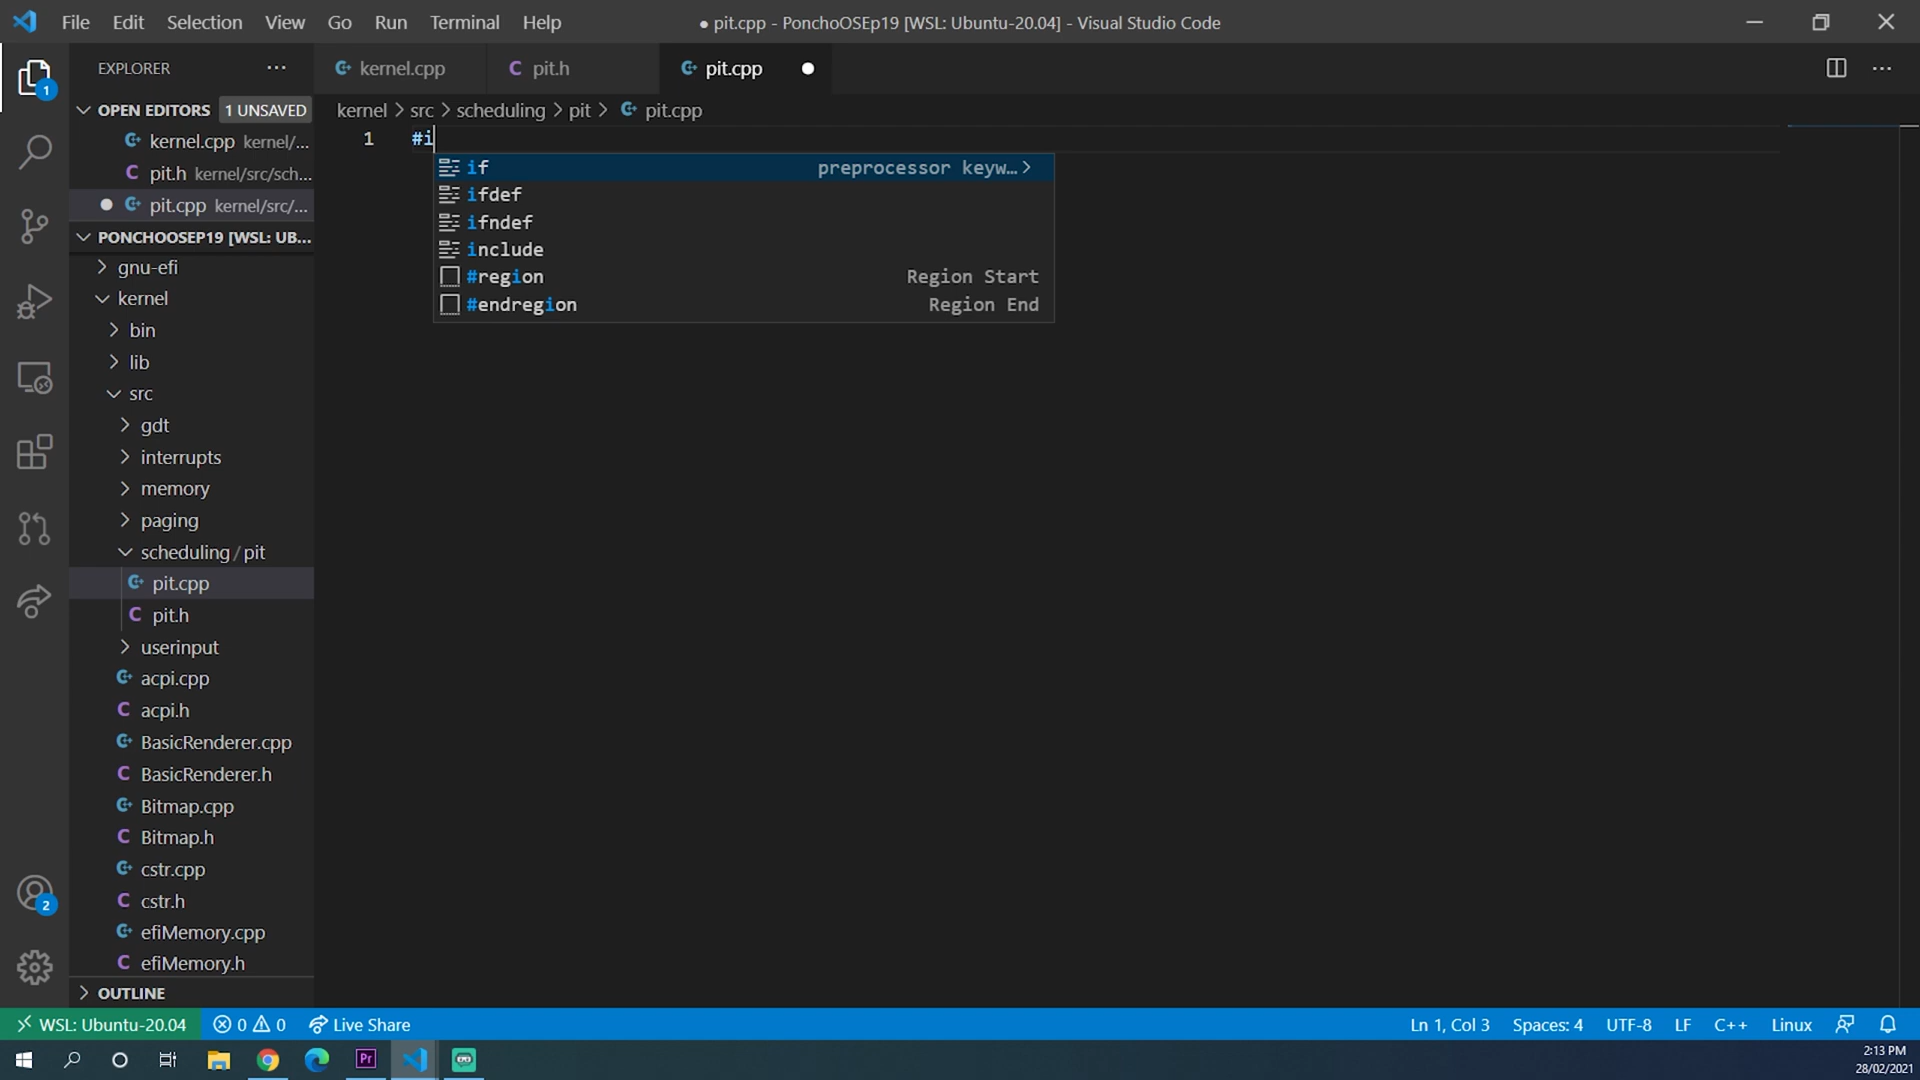 File Edit Selection View Go Run Terminal Help
● pit.cpp - PonchoOSEp19 [WSL: Ubuntu-20.04] - Visual Studio Code
EXPLORER
kernel.cpp
pit.h
pit.cpp
OPEN EDITORS 1 UNSAVED
kernel > src > scheduling > pit > pit.cpp
kernel.cpp kernel/...
pit.h kernel/src/sch...
pit.cpp kernel/src/...
1 #i
if preprocessor keyw...
ifdef
ifndef
include
#region Region Start
#endregion Region End
PONCHOOSEP19 [WSL: UB...
gnu-efi
kernel
bin
lib
src
gdt
interrupts
memory
paging
scheduling / pit
pit.cpp
pit.h
userinput
acpi.cpp
acpi.h
BasicRenderer.cpp
BasicRenderer.h
Bitmap.cpp
Bitmap.h
cstr.cpp
cstr.h
efiMemory.cpp
efiMemory.h
OUTLINE
1
2
WSL: Ubuntu-20.04 0 0 Live Share
Ln 1, Col 3 Spaces: 4 UTF-8 LF C++ Linux
Pr
2:13 PM
28/02/2021